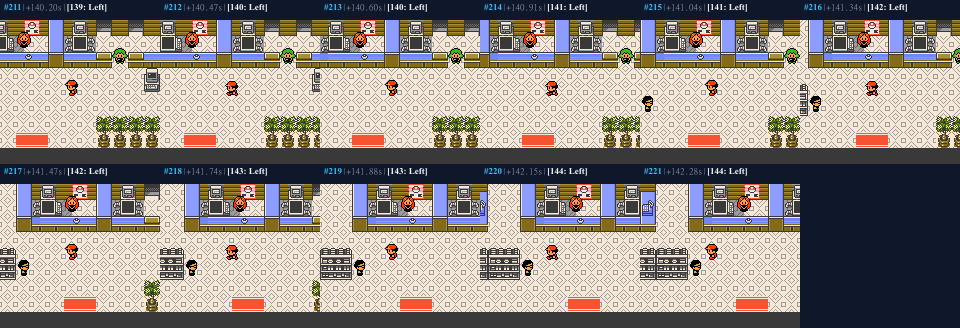 #211|+140.20s|[139: Left]
#212|+140.47s|[140: Left]
#213|+140.60s|[140: Left]
#214|+140.91s|[141: Left]
#215|+141.04s|[141: Left]
#216|+141.34s|[142: Left]
#217|+141.47s|[142: Left]
#218|+141.74s|[143: Left]
#219|+141.88s|[143: Left]
#220|+142.15s|[144: Left]
#221|+142.28s|[144: Left]